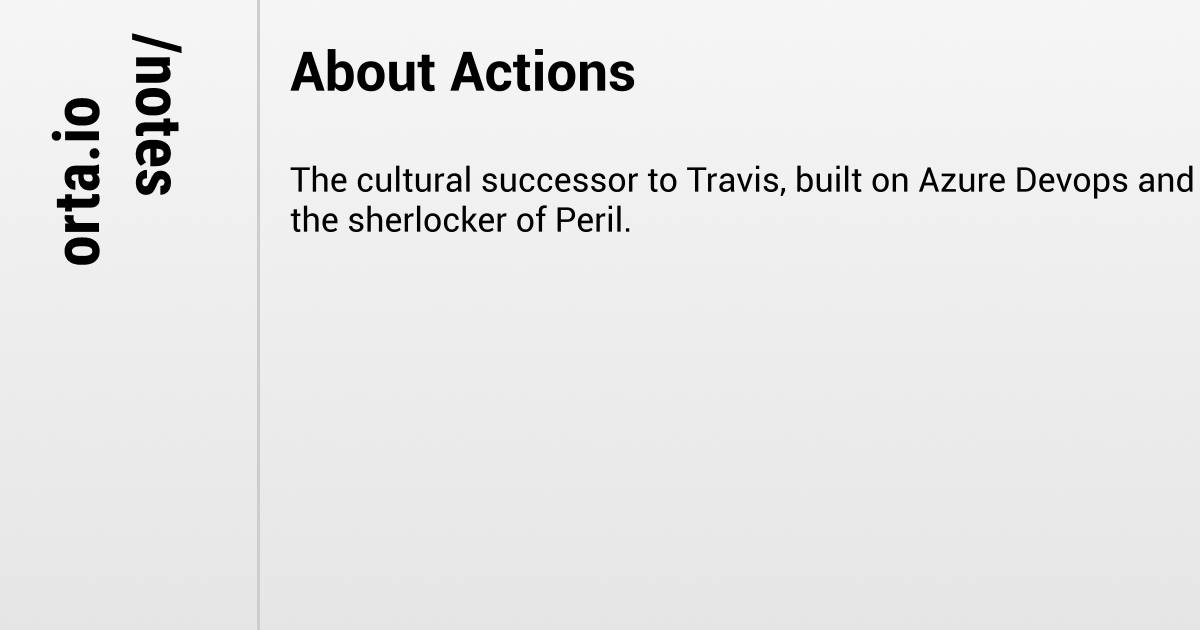 orta.io
/notes
About Actions
The cultural successor to Travis, built on Azure Devops and
the sherlocker of Peril.